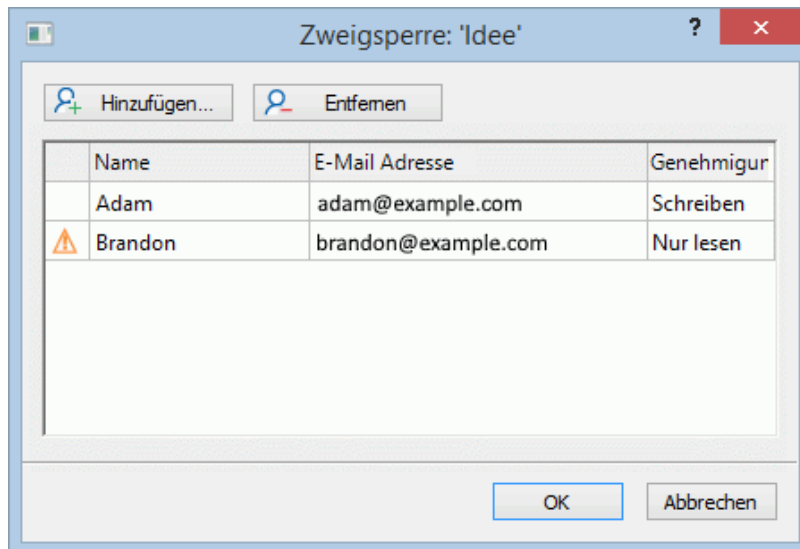 Zweigsperre: 'Idee' ?
Hinzufügen... Entfernen
Name E-Mail Adresse Genehmigur
Adam adam@example.com Schreiben
Brandon brandon@example.com Nur lesen
OK Abbrechen